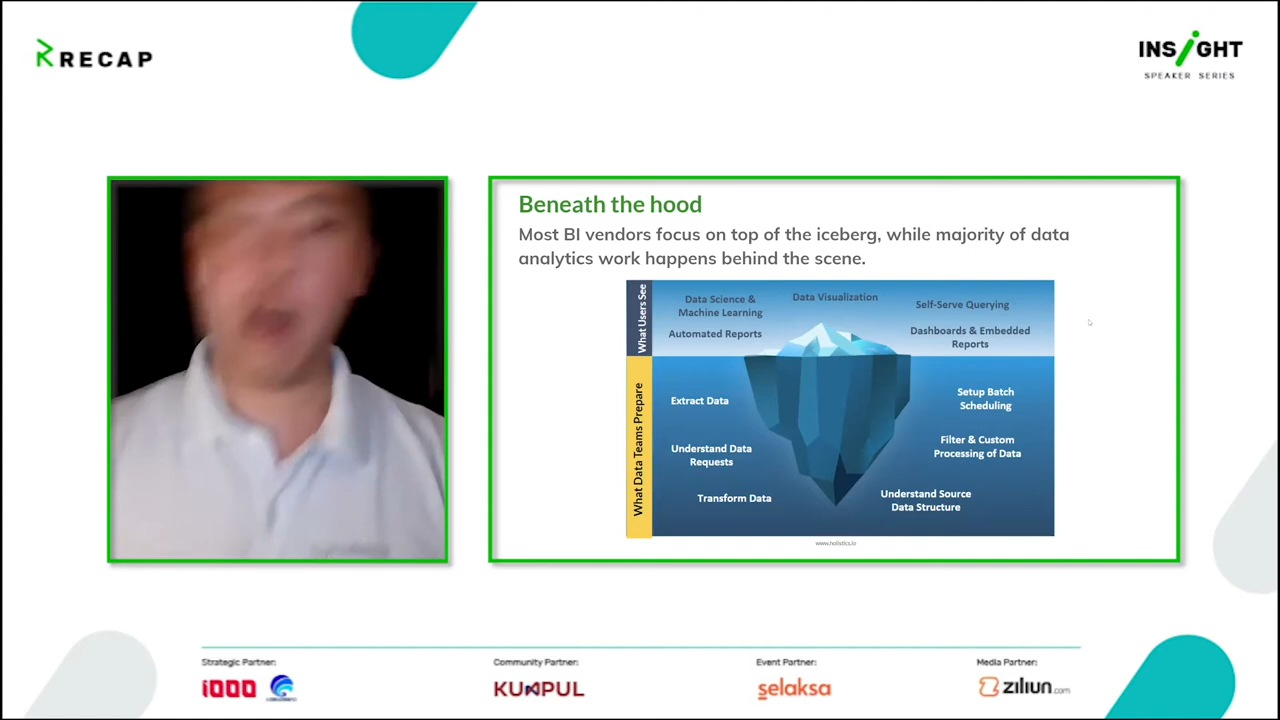 RECAP
INSiGHT
SPEAKER SERIES
Beneath the hood
Most BI vendors focus on top of the iceberg, while majority of data
analytics work happens behind the scene.
What Users See
Data Science &
Machine Learning
Data Visualization
Self-Serve Querying
Automated Reports
Dashboards & Embedded
Reports
What Data Teams Prepare
Extract Data
Setup Batch
Scheduling
Understand Data
Requests
Filter & Custom
Processing of Data
Transform Data
Understand Source
Data Structure
www.holistics.io
Strategic Partner:
Community Partner:
Event Partner:
Media Partner:
1000
KUMPUL
selaksa
ziliun.com